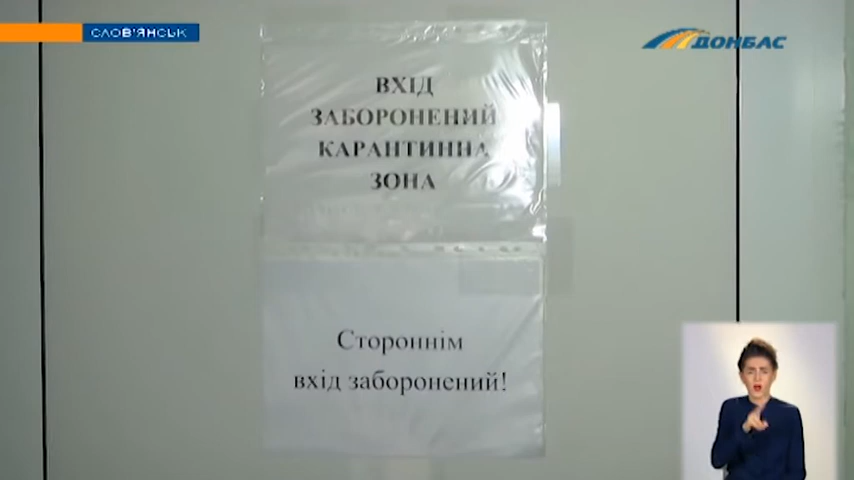 СЛОВ'ЯНСЬК
ДОНБАС
ВХІД
ЗАБОРОНЕНИЙ
КАРАНТИННА
ЗОНА
Стороннім
вхід заборонений!